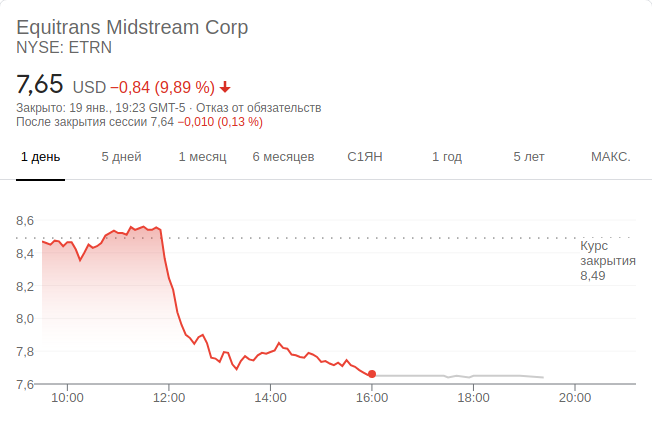 Equitrans Midstream Corp
NYSE: ETRN
7,65 USD −0,84 (9,89 %)
Закрыто: 19 янв., 19:23 GMT-5 · Отказ от обязательств
После закрытия сессии 7,64 −0,010 (0,13 %)
1 день 5 дней 1 месяц 6 месяцев С1ЯН 1 год 5 лет МАКС.
8,6
8,4
8,2
8,0
7,8
7,6
Курс
закрытия
8,49
10:00 12:00 14:00 16:00 18:00 20:00